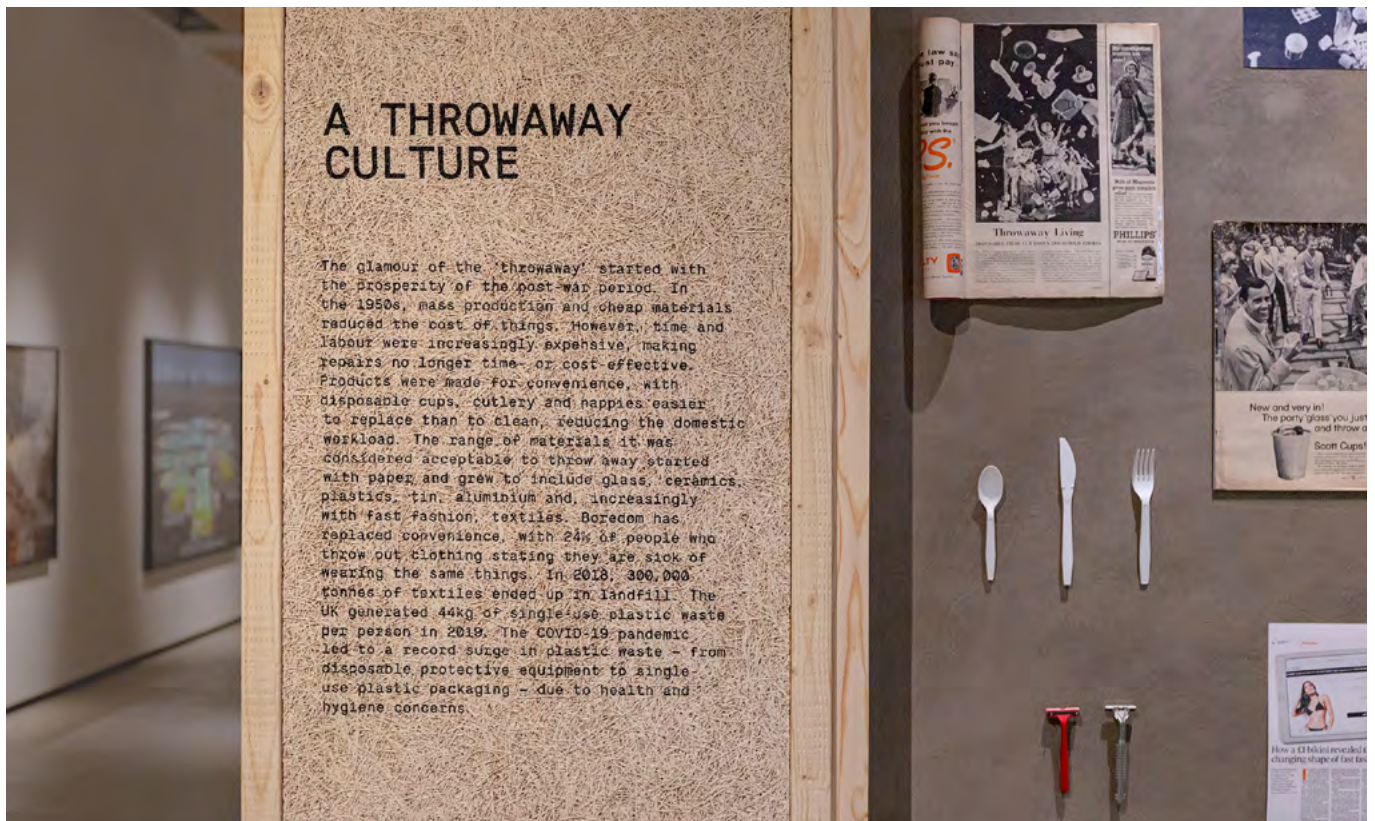 A THROWAWAY
CULTURE
The glamour of the 'throwaway' started with
the prosperity of the post-war period. In
the 1950s, mass production and cheap materials
reduced the cost of things. However, time and
labour were increasingly expensive, making
repairs no longer time- or cost-effective.
Products were made for convenience, with
disposable cups, cutlery and nappies easier
to replace than to clean, reducing the domestic
workload. The range of materials it was
considered acceptable to throw away started
with paper and grew to include glass, ceramics,
plastics, tin, aluminium and, increasingly
with fast fashion, textiles. Boredom has
replaced convenience, with 24% of people who
throw out clothing stating they are sick of
wearing the same things. In 2018, 300,000
tonnes of textiles ended up in landfill. The
UK generated 44kg of single-use plastic waste
per person in 2019. The COVID-19 pandemic
led to a record surge in plastic waste – from
disposable protective equipment to single-
use plastic packaging – due to health and
hygiene concerns.
law
pay
Throwaway Living
PHILLIPS'
New and very in!
The party 'glass' you just
and throw
Scott Cups!
How a £1 bikini revealed
changing shape of fast